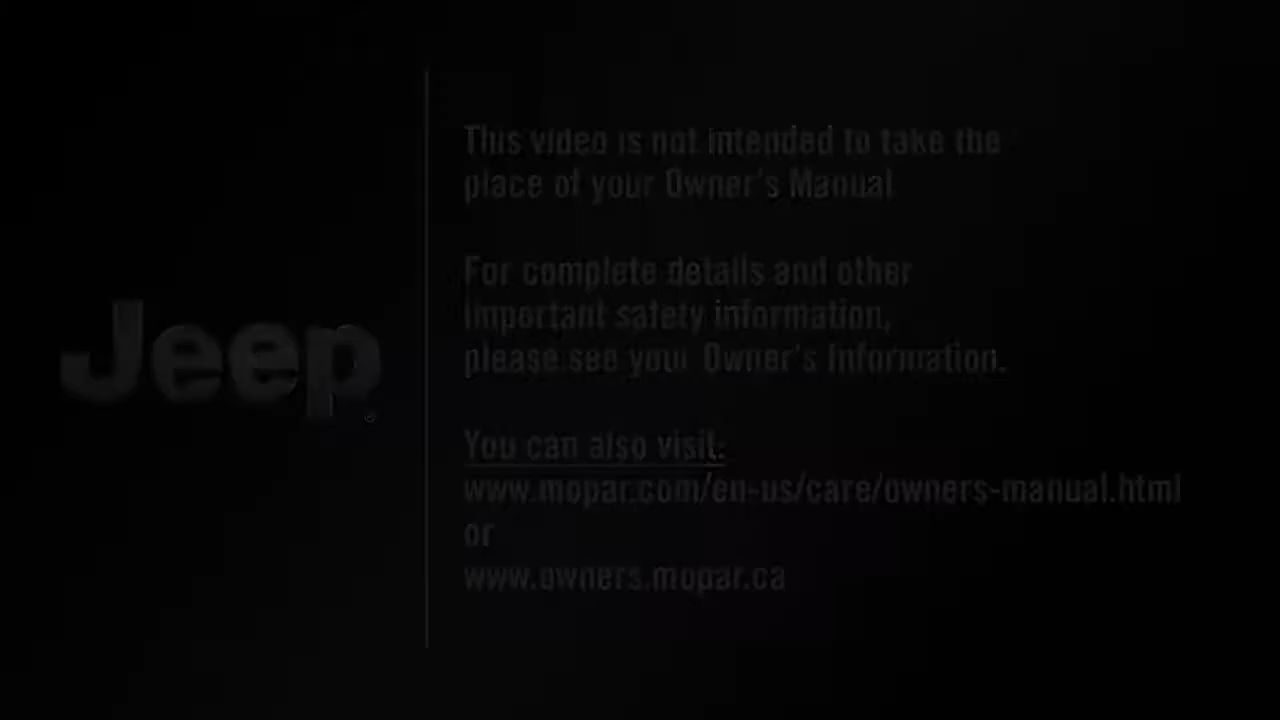 This video is not intended to take the
place of your Owner's Manual
For complete details and other
important safety information,
please see your Owner's Information.
Jeep®
You can also visit:
www.mopar.com/en-us/care/owners-manual.html
or
www.owners.mopar.ca